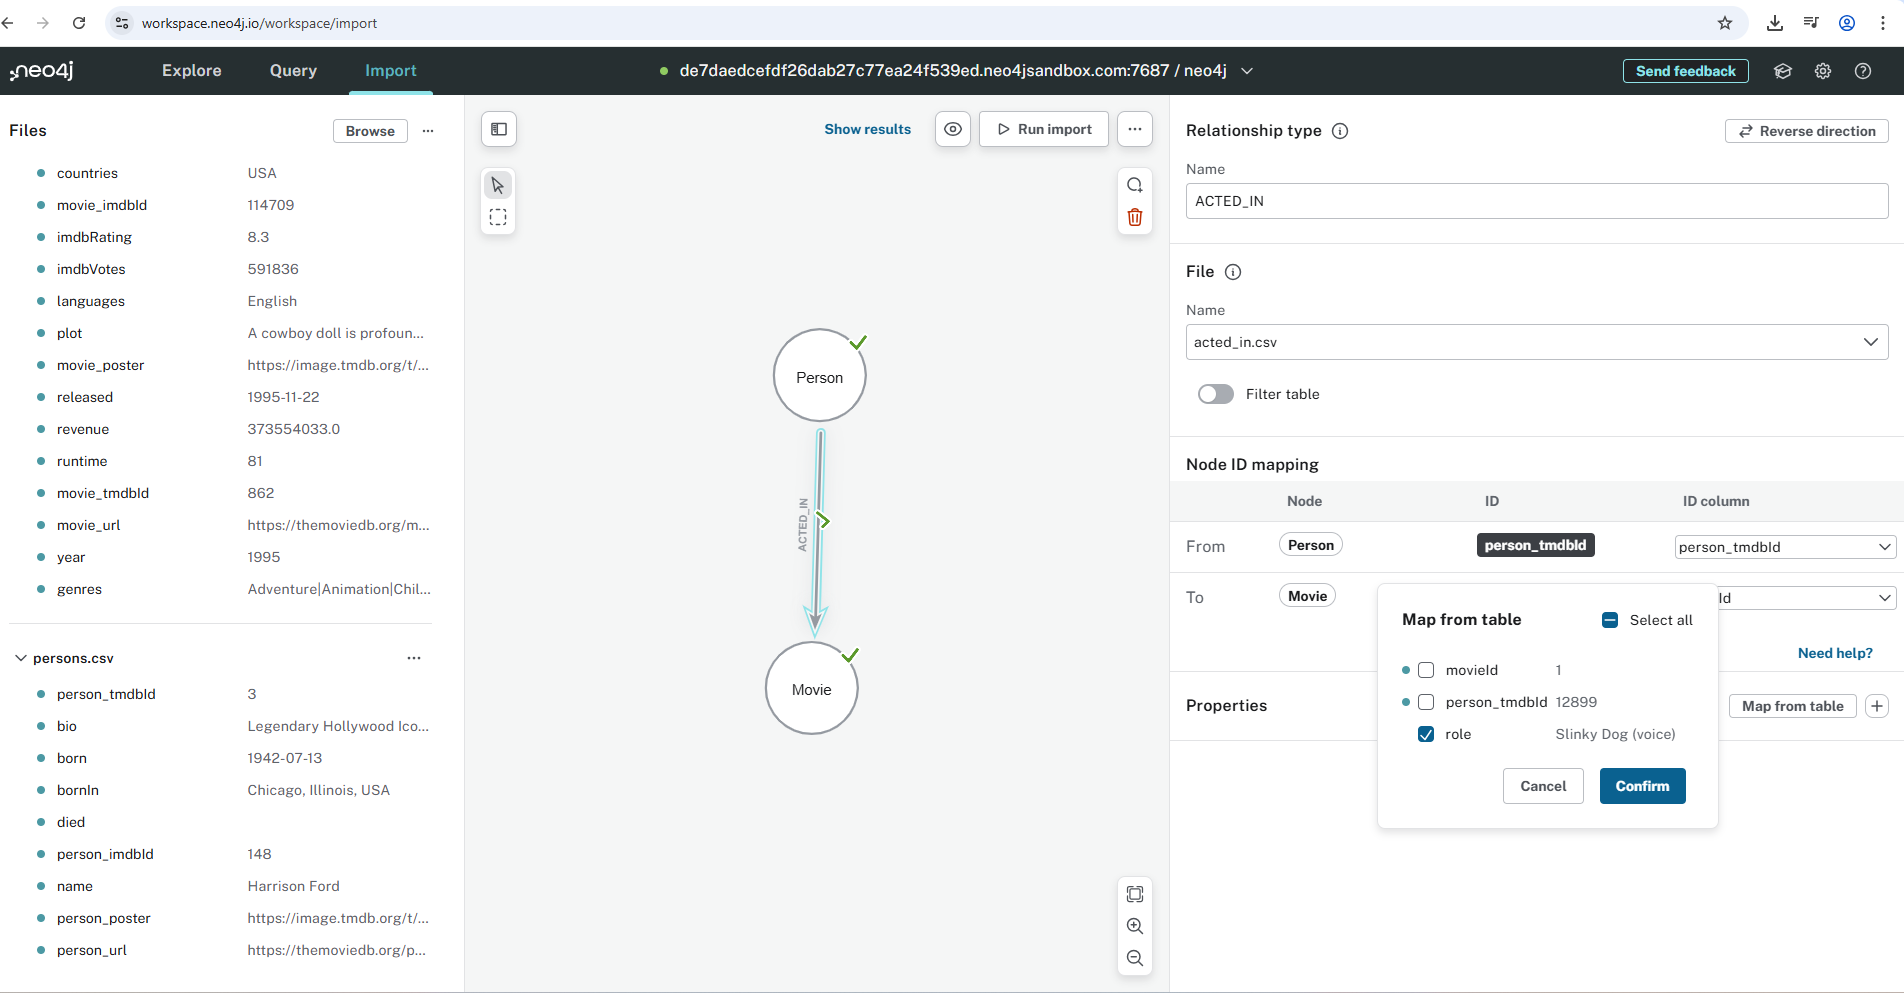 workspace.neo4j.io/workspace/import
neo4j
Explore
Query
Import
de7daedcefdf26dab27c77ea24f539ed.neo4jsandbox.com:7687 / neo4j
Send feedback
Files
Browse
countries USA
movie_imdbId 114709
imdbRating 8.3
imdbVotes 591836
languages English
plot A cowboy doll is profoun...
movie_poster https://image.tmdb.org/t/...
released 1995-11-22
revenue 373554033.0
runtime 81
movie_tmdbId 862
movie_url https://themoviedb.org/m...
year 1995
genres Adventure|Animation|Chil...
persons.csv
person_tmdbId 3
bio Legendary Hollywood Ico...
born 1942-07-13
bornIn Chicago, Illinois, USA
died
person_imdbId 148
name Harrison Ford
person_poster https://image.tmdb.org/t/...
person_url https://themoviedb.org/p...
Show results
Run import
Person
ACTED_IN
Movie
Relationship type
Reverse direction
Name
ACTED_IN
File
Name
acted_in.csv
Filter table
Node ID mapping
Node ID ID column
From Person person_tmdbId person_tmdbId
To Movie Id
Need help?
Properties
Map from table
Map from table
Select all
movieId 1
person_tmdbId 12899
role Slinky Dog (voice)
Cancel
Confirm